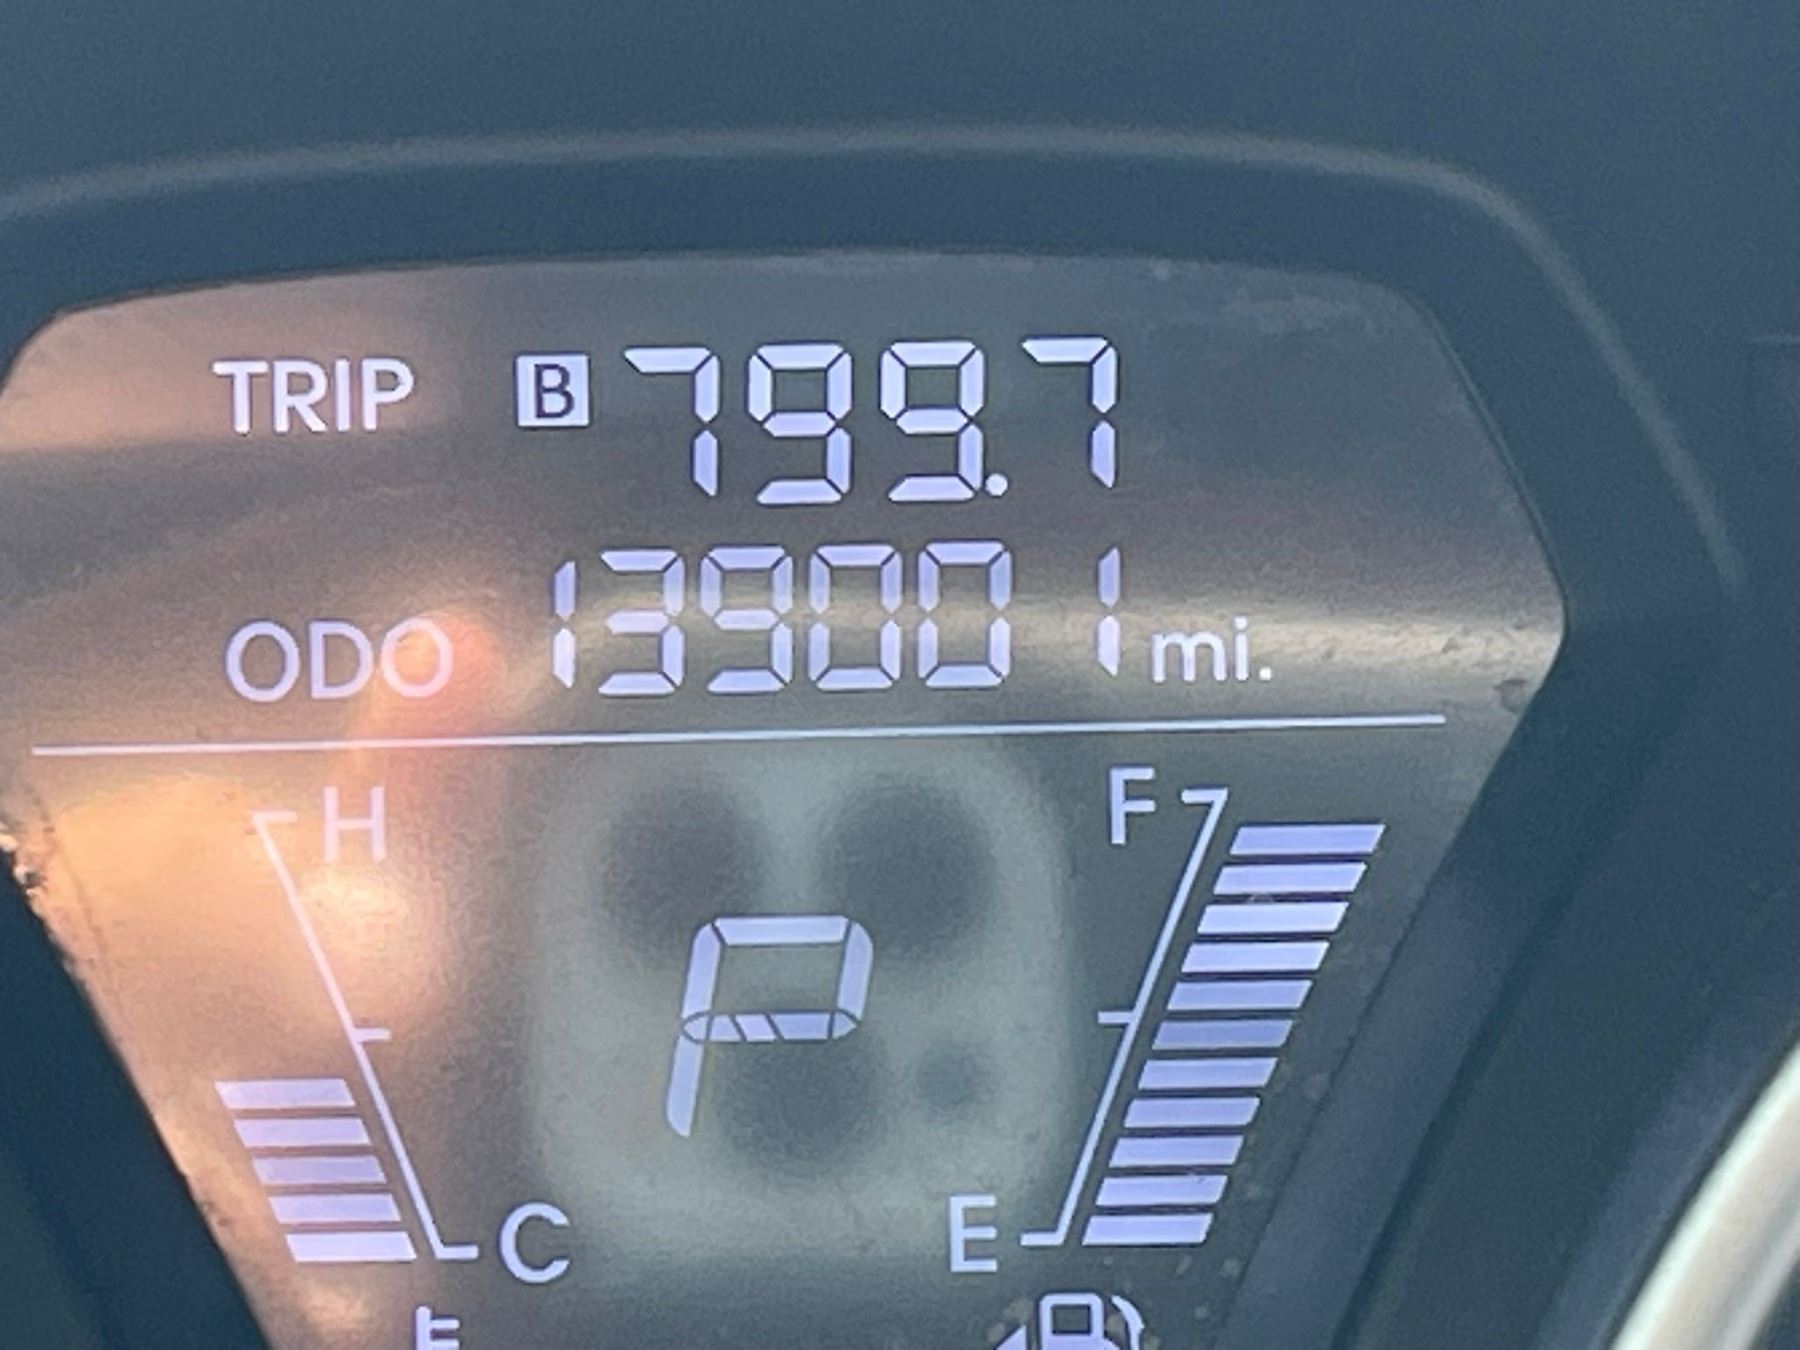 TRIP B 799.7
ODO 139001 mi.
H F
P
C E